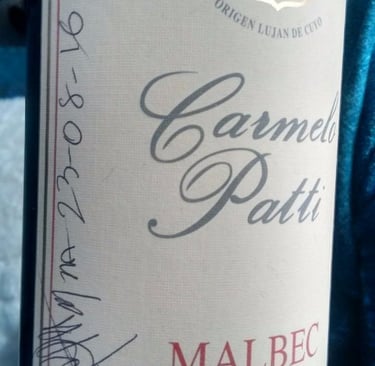 ORIGEN LUJAN DE CUYO
Carmelo
Patti
MALBEC
23-08-16